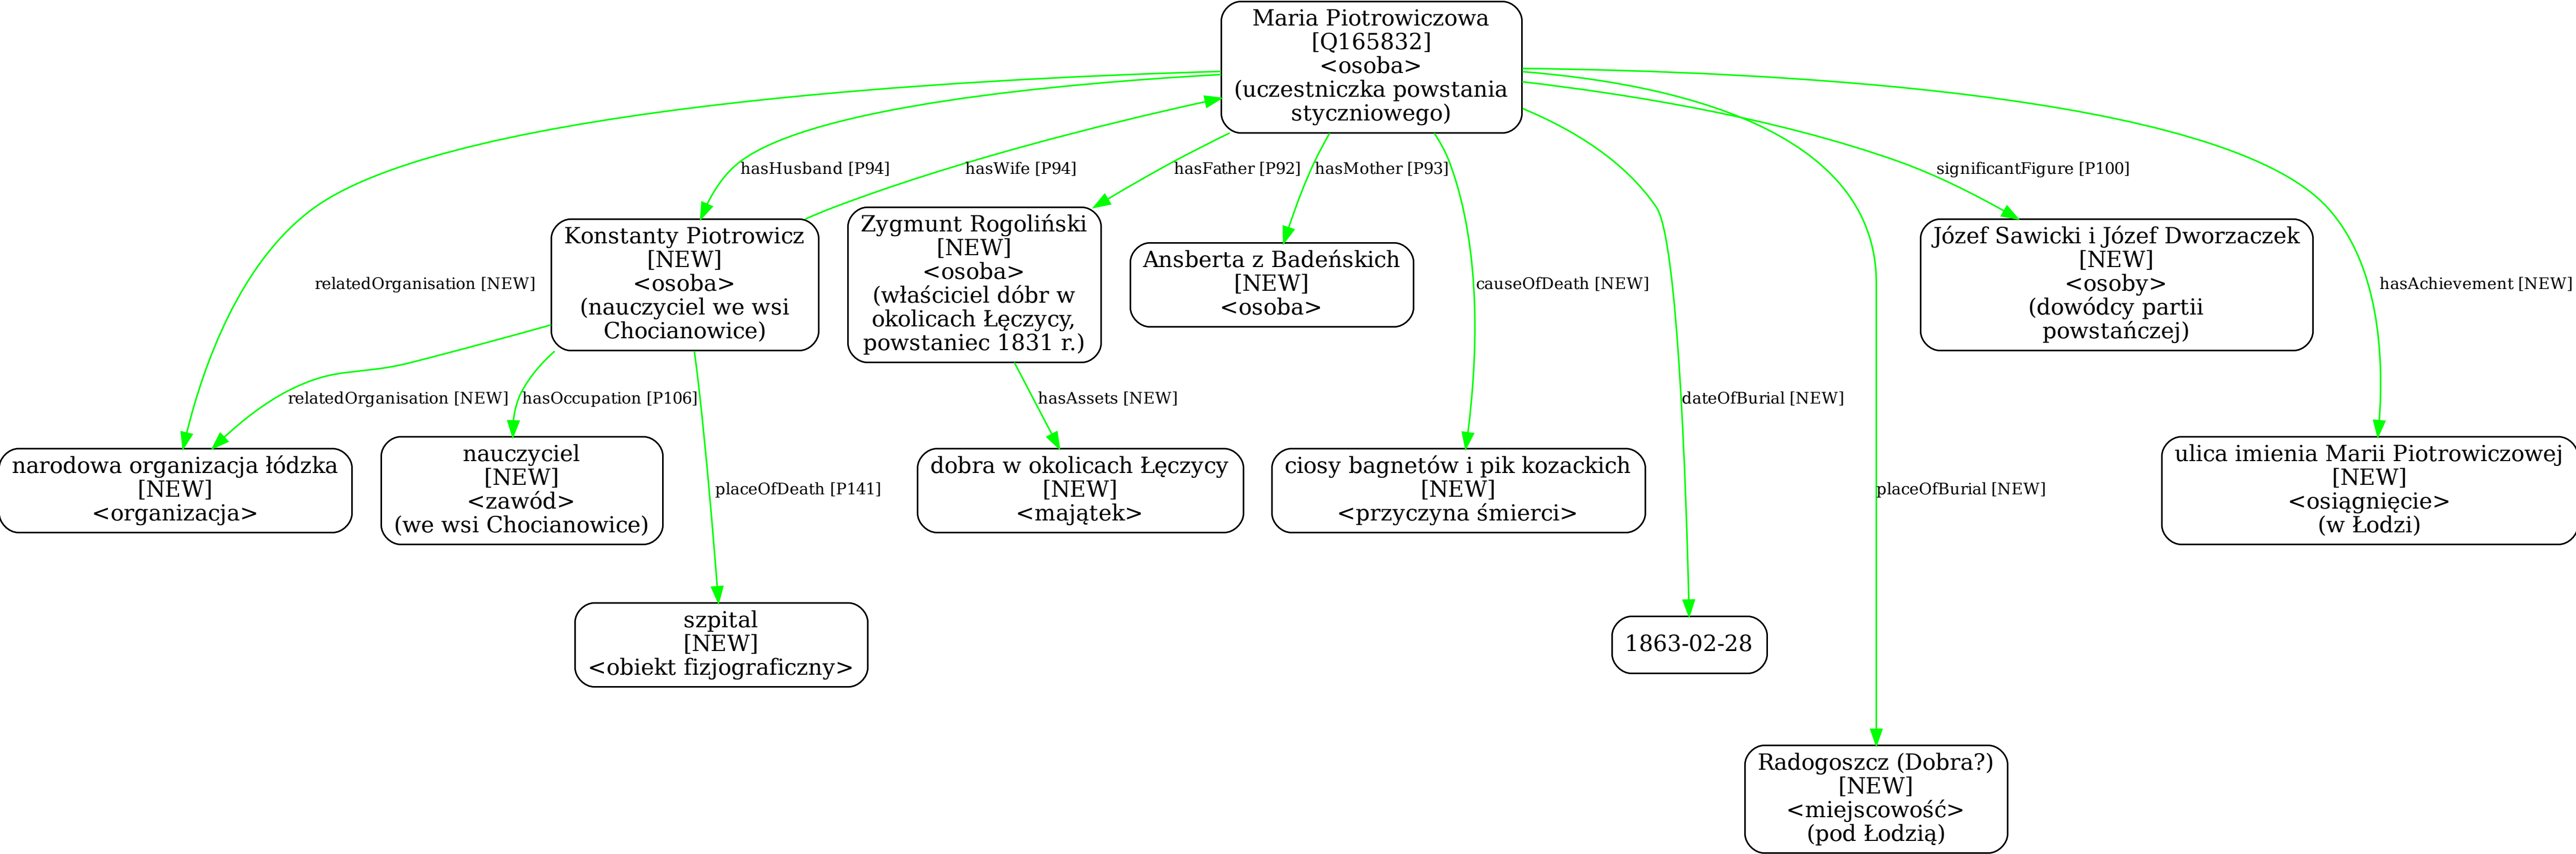 Maria Piotrowiczowa
[Q165832]
<osoba>
(uczestniczka powstania
styczniowego)
hasHusband [P94]
hasWife [P94]
hasFather [P92]
hasMother [P93]
significantFigure [P100]
relatedOrganisation [NEW]
Konstanty Piotrowicz
[NEW]
<osoba>
(nauczyciel we wsi
Chocianowice)
Zygmunt Rogoliński
[NEW]
<osoba>
(właściciel dóbr w
okolicach Łęczycy,
powstaniec 1831 r.)
Ansberta z Badeńskich
[NEW]
<osoba>
causeOfDeath [NEW]
Józef Sawicki i Józef Dworzaczek
[NEW]
<osoby>
(dowódcy partii
powstańczej)
hasAchievement [NEW]
relatedOrganisation [NEW]
hasOccupation [P106]
hasAssets [NEW]
dateOfBurial [NEW]
narodowa organizacja łódzka
[NEW]
<organizacja>
nauczyciel
[NEW]
<zawód>
(we wsi Chocianowice)
placeOfDeath [P141]
dobra w okolicach Łęczycy
[NEW]
<majątek>
ciosy bagnetów i pik kozackich
[NEW]
<przyczyna śmierci>
placeOfBurial [NEW]
ulica imienia Marii Piotrowiczowej
[NEW]
<osiągnięcie>
(w Łodzi)
szpital
[NEW]
<obiekt fizjograficzny>
1863-02-28
Radogoszcz (Dobra?)
[NEW]
<miejscowość>
(pod Łodzią)